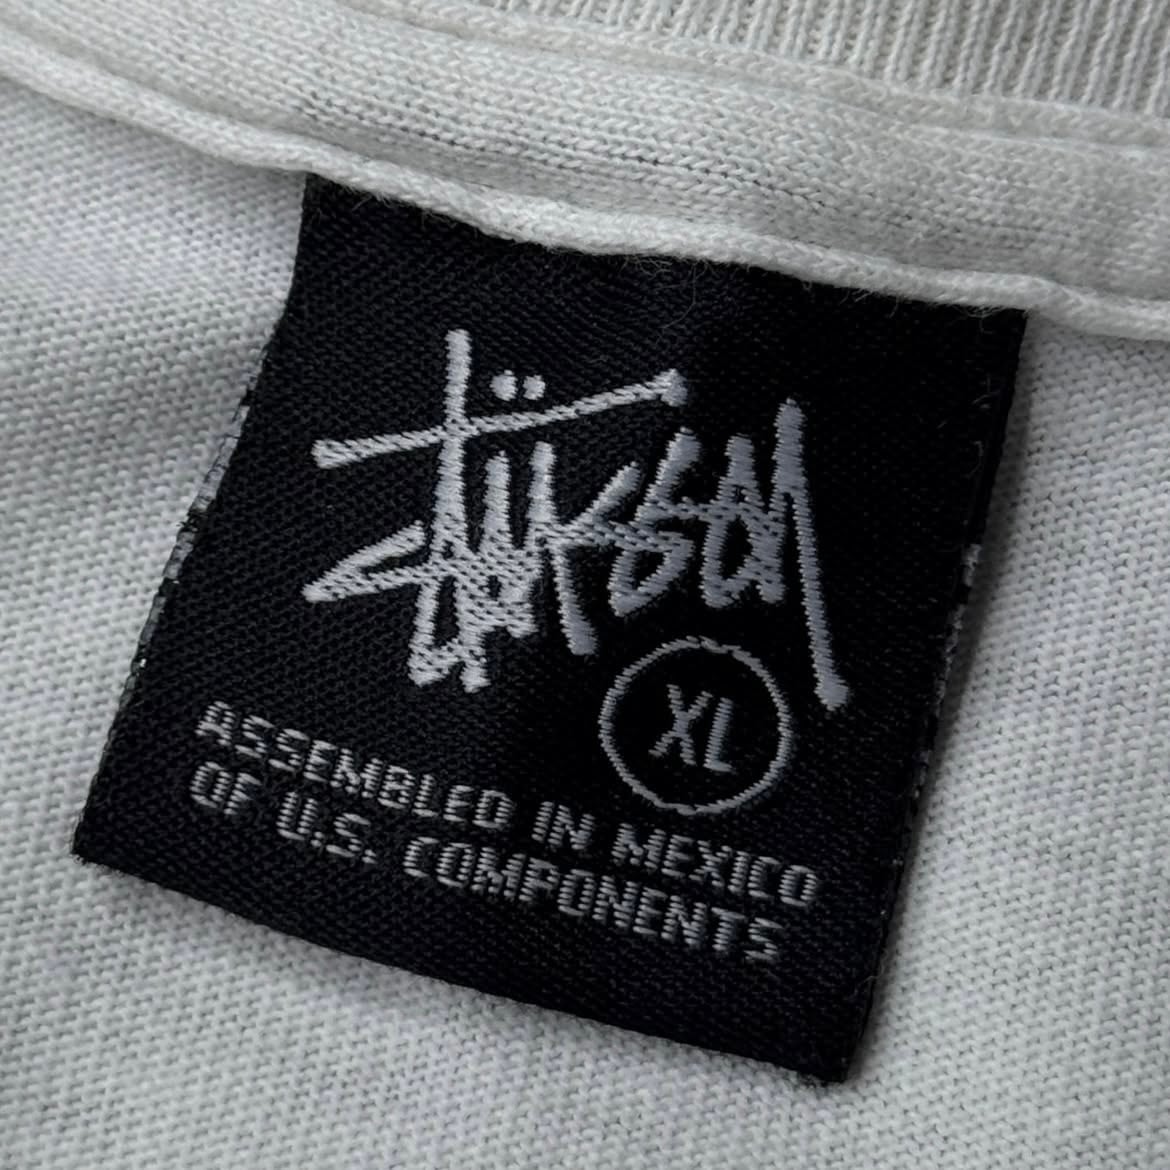 Stüssy
XL
ASSEMBLED IN MEXICO
OF U.S. COMPONENTS